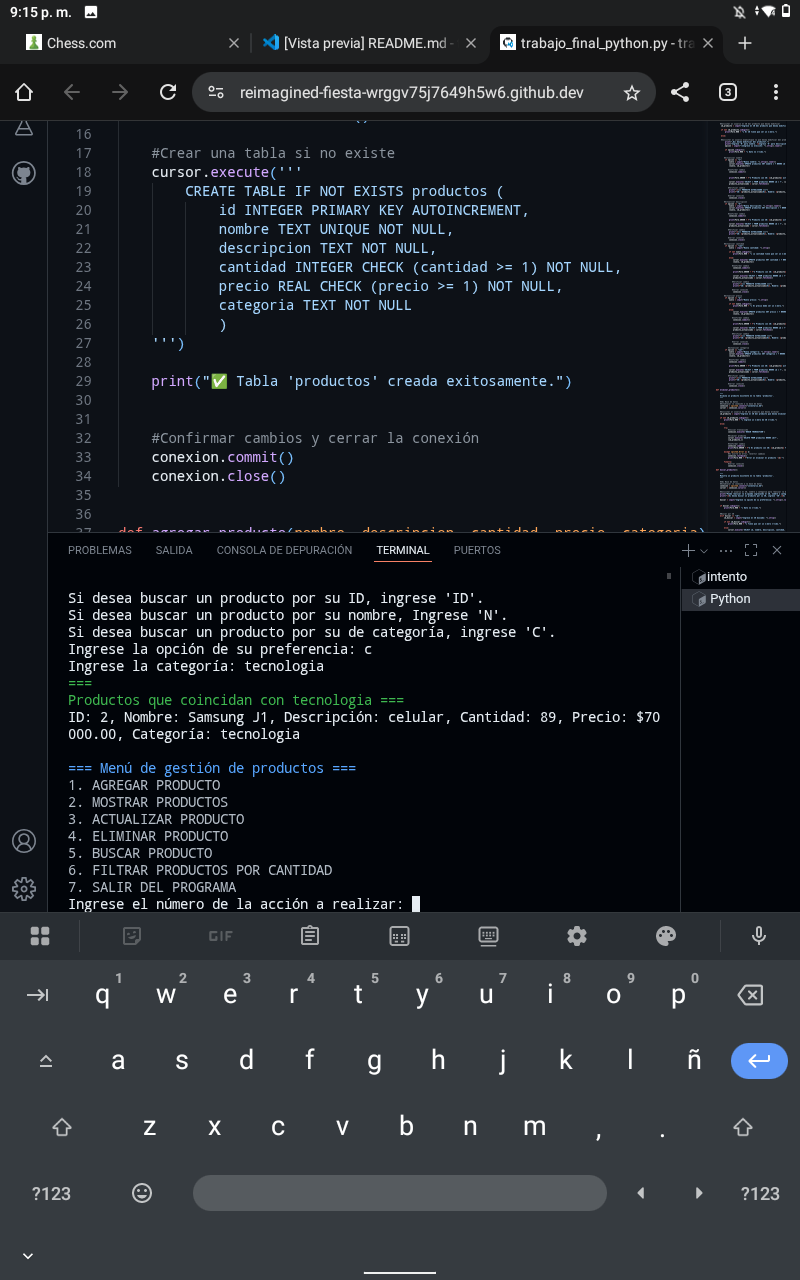 9:15 p. m.
Chess.com
[Vista previa] README.md -
trabajo_final_python.py - tra
reimagined-fiesta-wrggv75j7649h5w6.github.dev
3
16
17 #Crear una tabla si no existe
18 cursor.execute('''
19 CREATE TABLE IF NOT EXISTS productos (
20 id INTEGER PRIMARY KEY AUTOINCREMENT,
21 nombre TEXT UNIQUE NOT NULL,
22 descripcion TEXT NOT NULL,
23 cantidad INTEGER CHECK (cantidad >= 1) NOT NULL,
24 precio REAL CHECK (precio >= 1) NOT NULL,
25 categoria TEXT NOT NULL
26 )
27 ''')
28
29 print("✅ Tabla 'productos' creada exitosamente.")
30
31
32 #Confirmar cambios y cerrar la conexión
33 conexion.commit()
34 conexion.close()
35
36
37 def agregar_producto(nombre, descripcion, cantidad, precio, categoria)
PROBLEMAS SALIDA CONSOLA DE DEPURACIÓN TERMINAL PUERTOS
intento
Python
Si desea buscar un producto por su ID, ingrese 'ID'.
Si desea buscar un producto por su nombre, Ingrese 'N'.
Si desea buscar un producto por su de categoría, ingrese 'C'.
Ingrese la opción de su preferencia: c
Ingrese la categoría: tecnologia
===
Productos que coincidan con tecnologia ===
ID: 2, Nombre: Samsung J1, Descripción: celular, Cantidad: 89, Precio: $70
000.00, Categoría: tecnologia
=== Menú de gestión de productos ===
1. AGREGAR PRODUCTO
2. MOSTRAR PRODUCTOS
3. ACTUALIZAR PRODUCTO
4. ELIMINAR PRODUCTO
5. BUSCAR PRODUCTO
6. FILTRAR PRODUCTOS POR CANTIDAD
7. SALIR DEL PROGRAMA
Ingrese el número de la acción a realizar:
GIF
q1 w2 e3 r4 t5 y6 u7 i8 o9 p0
a s d f g h j k l ñ
z x c v b n m , .
?123 ?123